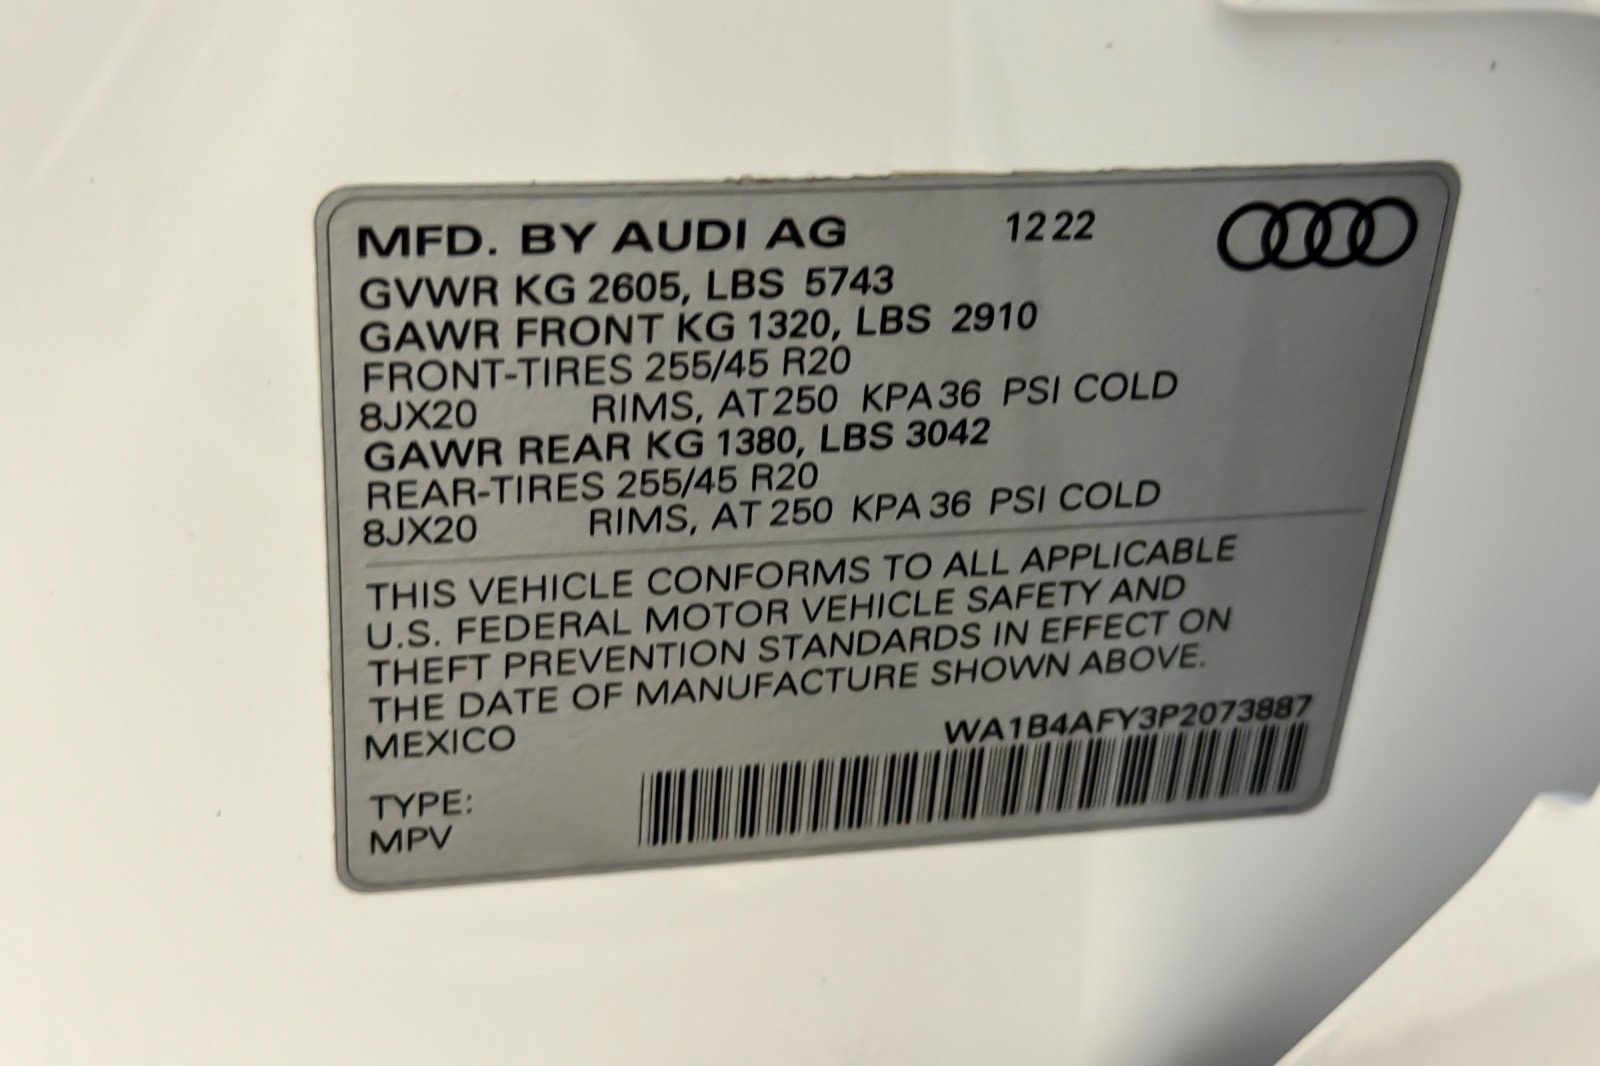 MFD. BY AUDI AG 12 22
GVWR KG 2605, LBS 5743
GAWR FRONT KG 1320, LBS 2910
FRONT-TIRES 255/45 R20
8JX20 RIMS, AT 250 KPA 36 PSI COLD
GAWR REAR KG 1380, LBS 3042
REAR-TIRES 255/45 R20
8JX20 RIMS, AT 250 KPA 36 PSI COLD
THIS VEHICLE CONFORMS TO ALL APPLICABLE
U.S. FEDERAL MOTOR VEHICLE SAFETY AND
THEFT PREVENTION STANDARDS IN EFFECT ON
THE DATE OF MANUFACTURE SHOWN ABOVE.
MEXICO WA1B4AFY3P2073887
TYPE:
MPV